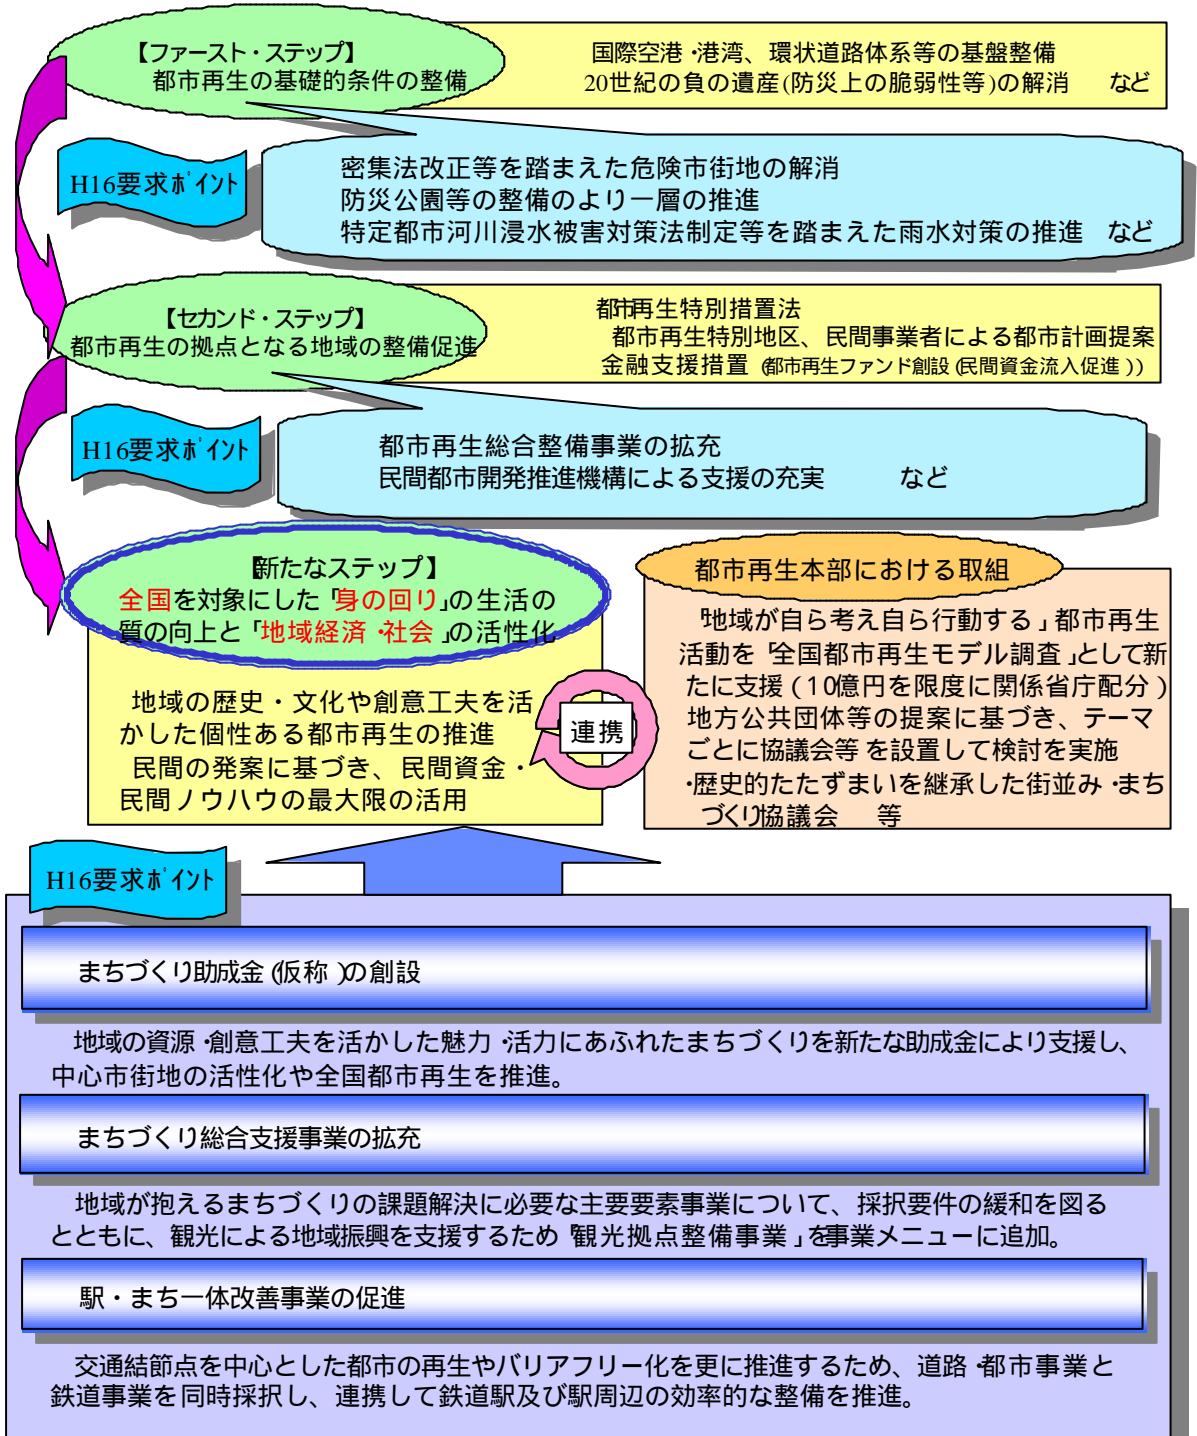 【ファースト・ステップ】
都市再生の基礎的条件の整備
国際空港・港湾、環状道路体系等の基盤整備
20世紀の負の遺産(防災上の脆弱性等)の解消 など
H16要求ポイント
密集法改正等を踏まえた危険市街地の解消
防災公園等の整備のより一層の推進
特定都市河川浸水被害対策法制定等を踏まえた雨水対策の推進 など
【セカンド・ステップ】
都市再生の拠点となる地域の整備促進
都市再生特別措置法
都市再生特別地区、民間事業者による都市計画提案
金融支援措置(都市再生ファンド創設(民間資金流入促進))
H16要求ポイント
都市再生総合整備事業の拡充
民間都市開発推進機構による支援の充実 など
【新たなステップ】
全国を対象にした「身の回り」の生活の
質の向上と「地域経済・社会」の活性化
地域の歴史・文化や創意工夫を活
かした個性ある都市再生の推進
民間の発案に基づき、民間資金・
民間ノウハウの最大限の活用
連携
都市再生本部における取組
「地域が自ら考え自ら行動する」都市再生
活動を「全国都市再生モデル調査」として新
たに支援(10億円を限度に関係省庁配分)
地方公共団体等の提案に基づき、テーマ
ごとに協議会等を設置して検討を実施
・歴史的たたずまいを継承した街並み・まち
づくり協議会 等
H16要求ポイント
まちづくり助成金(仮称)の創設
地域の資源・創意工夫を活かした魅力・活力にあふれたまちづくりを新たな助成金により支援し、
中心市街地の活性化や全国都市再生を推進。
まちづくり総合支援事業の拡充
地域が抱えるまちづくりの課題解決に必要な主要要素事業について、採択要件の緩和を図る
とともに、観光による地域振興を支援するため「観光拠点整備事業」を事業メニューに追加。
駅・まち一体改善事業の促進
交通結節点を中心とした都市の再生やバリアフリー化を更に推進するため、道路・都市事業と
鉄道事業を同時採択し、連携して鉄道駅及び駅周辺の効率的な整備を推進。